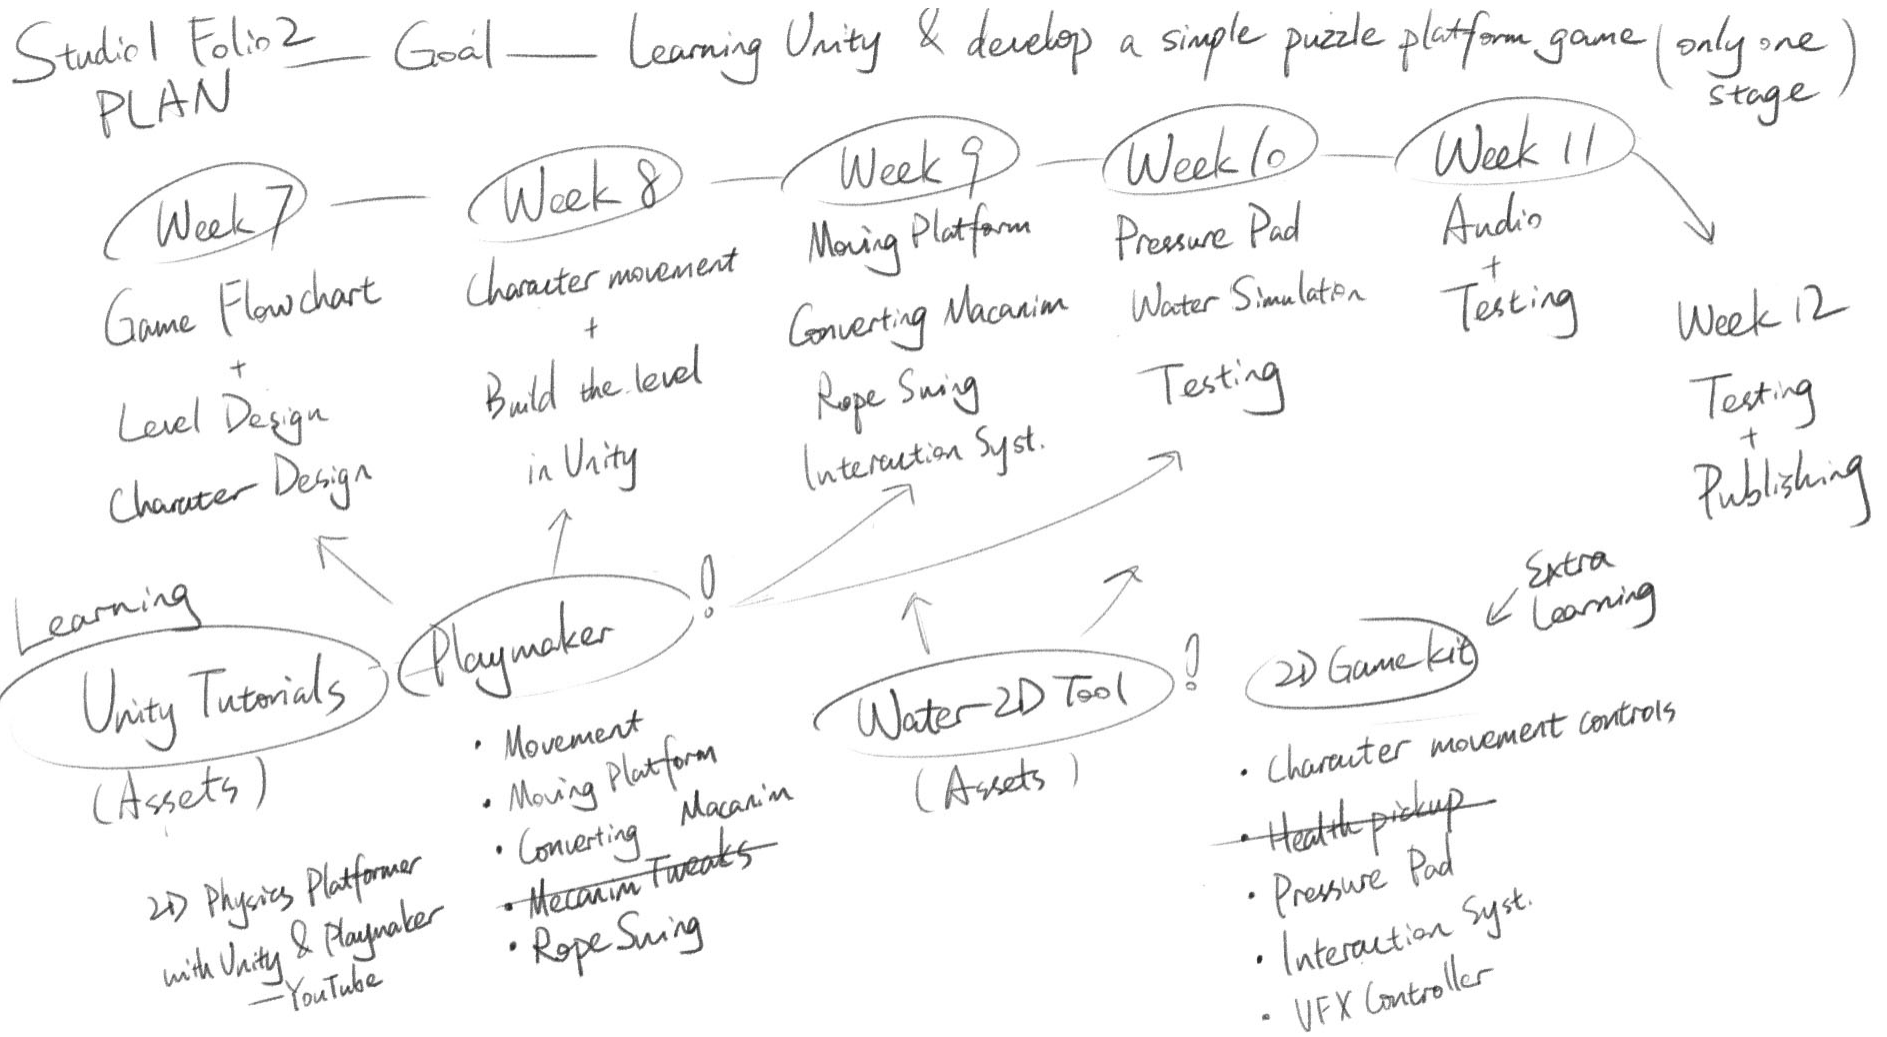 Studio1 Folio2 — Goal — Learning Unity & develop a simple puzzle platform game (only one stage)
PLAN
Week 7
Game Flowchart
+
Level Design
Character Design
Week 8
Character movement
+
Build the level
in Unity
Week 9
Moving Platform
Converting Macanim
Rope Swing
Interaction Syst.
Week 10
Pressure Pad
Water Simulation
Testing
Week 11
Audio
+
Testing
Week 12
Testing
+
Publishing
Learning
Unity Tutorials
(Assets)
2D Physics Platformer
with Unity & Playmaker
— YouTube
Playmaker !
• Movement
• Moving Platform
• Converting Macanim
• Mecanim Tweaks
• Rope Swing
Water-2D Tool !
(Assets)
Extra
Learning
2D Game kit
• Character movement controls
• Health pickup
• Pressure Pad
• Interaction Syst.
• VFX Controller